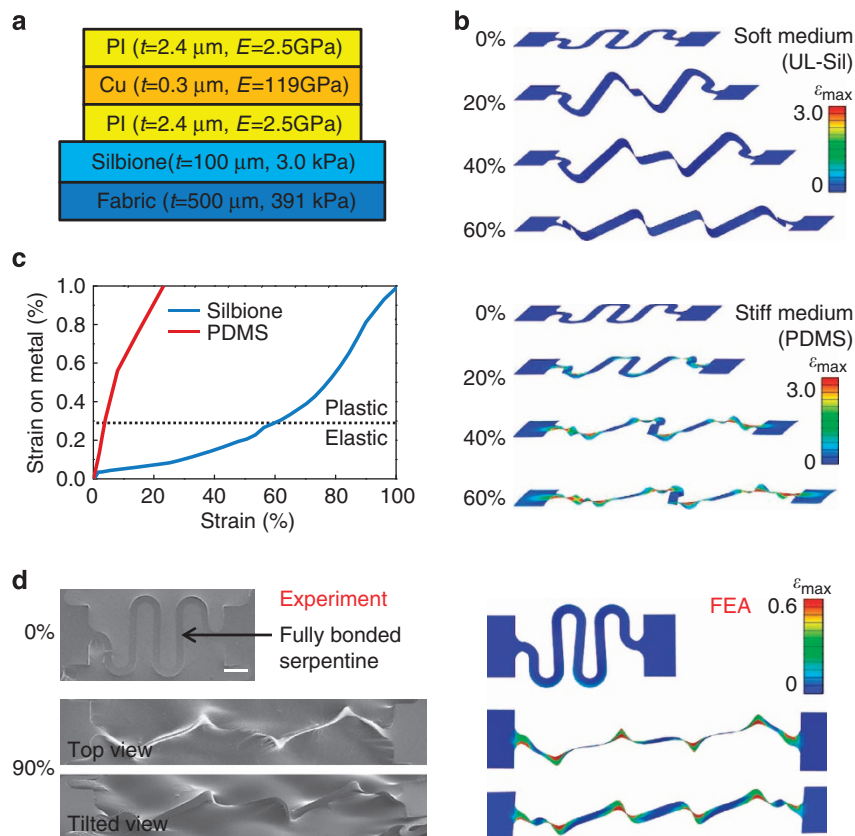 a
PI (t=2.4 μm, E=2.5GPa)
Cu (t=0.3 μm, E=119GPa)
PI (t=2.4 μm, E=2.5GPa)
Silbione(t=100 μm, 3.0 kPa)
Fabric (t=500 μm, 391 kPa)
b
0%
20%
40%
60%
Soft medium
(UL-Sil)
εmax
3.0
0
0%
20%
40%
60%
Stiff medium
(PDMS)
εmax
3.0
0
c
Strain on metal (%)
1.0
0.8
0.6
0.4
0.2
0.0
Silbione
PDMS
Plastic
Elastic
0 20 40 60 80 100
Strain (%)
d
0%
Experiment
Fully bonded
serpentine
90%
Top view
Tilted view
FEA
εmax
0.6
0